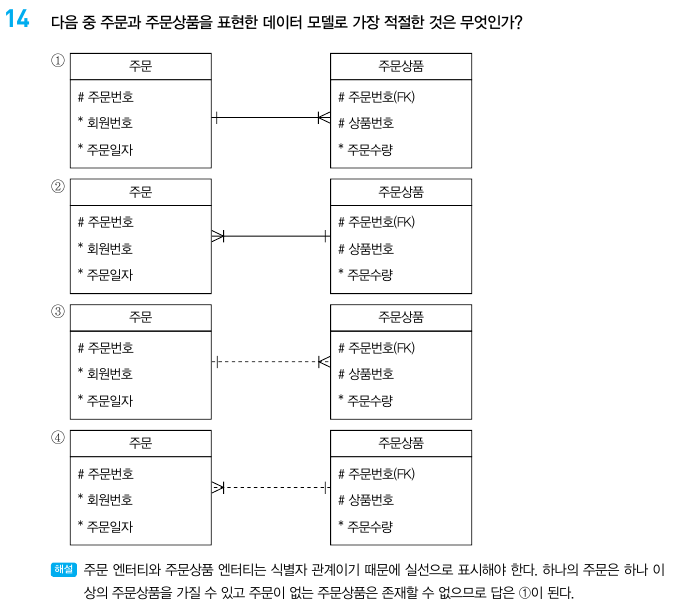 14 다음 중 주문과 주문상품을 표현한 데이터 모델로 가장 적절한 것은 무엇인가?
① 주문 주문상품
# 주문번호 # 주문번호(FK)
* 회원번호 # 상품번호
* 주문일자 * 주문수량
② 주문 주문상품
# 주문번호 # 주문번호(FK)
* 회원번호 # 상품번호
* 주문일자 * 주문수량
③ 주문 주문상품
# 주문번호 # 주문번호(FK)
* 회원번호 # 상품번호
* 주문일자 * 주문수량
④ 주문 주문상품
# 주문번호 # 주문번호(FK)
* 회원번호 # 상품번호
* 주문일자 * 주문수량
해설 주문 엔터티와 주문상품 엔터티는 식별자 관계이기 때문에 실선으로 표시해야 한다. 하나의 주문은 하나 이
상의 주문상품을 가질 수 있고 주문이 없는 주문상품은 존재할 수 없으므로 답은 ①이 된다.